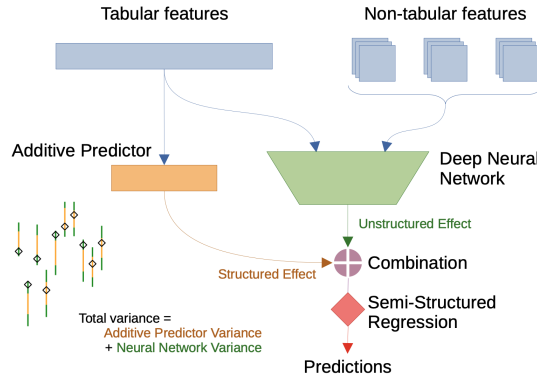 Tabular features
Non-tabular features
Additive Predictor
Deep Neural
Network
Unstructured Effect
Structured Effect
Combination
Semi-Structured
Regression
Total variance =
Additive Predictor Variance
+ Neural Network Variance
Predictions